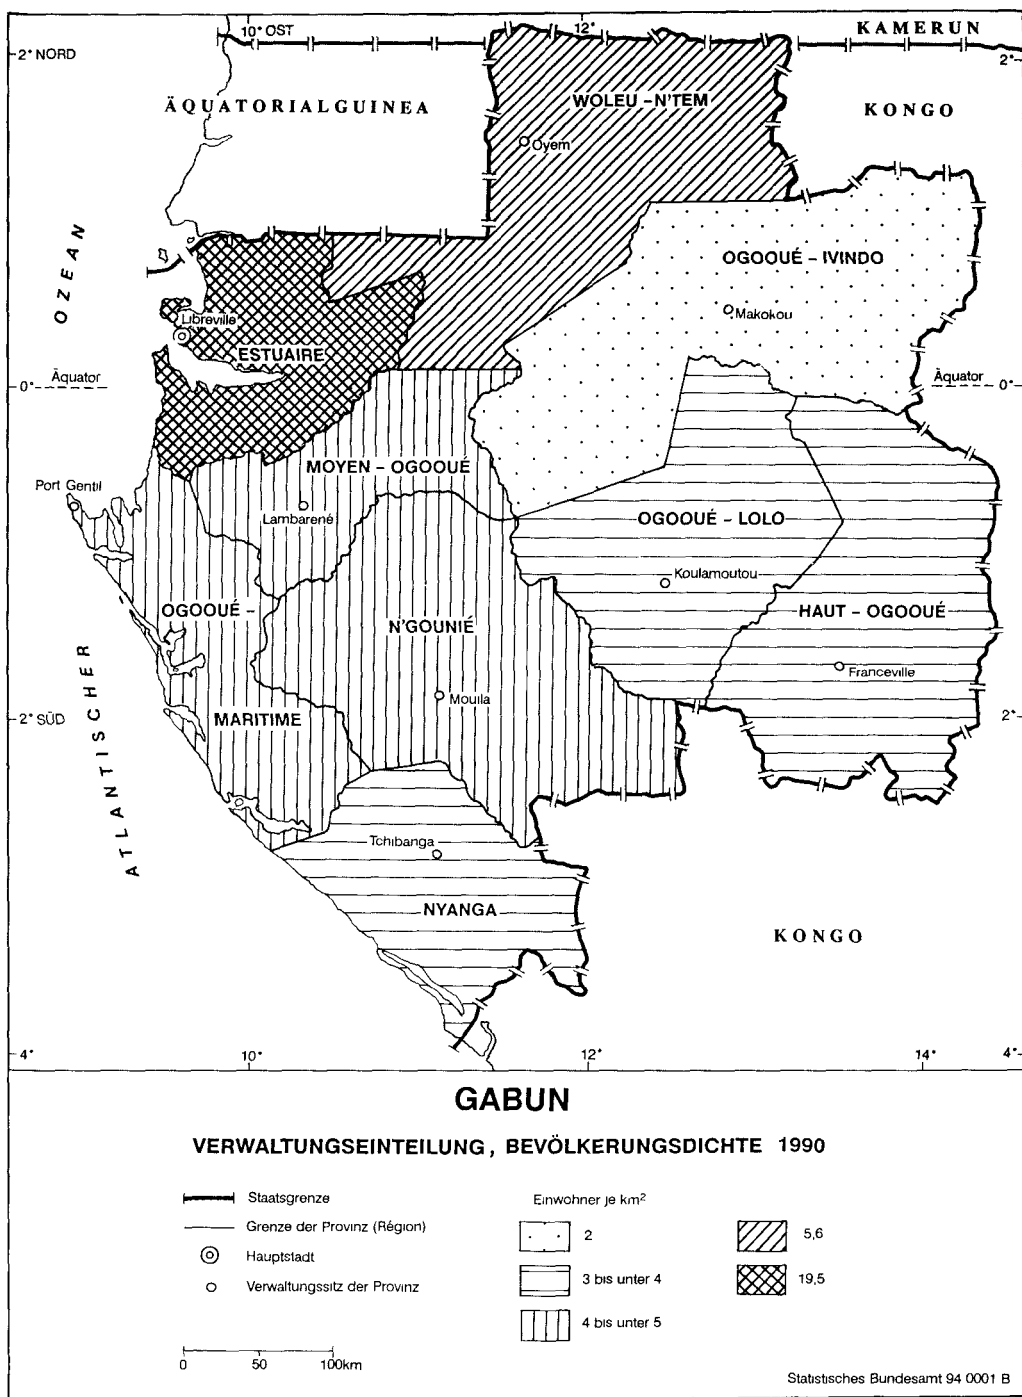 10° OST
12°
KAMERUN
2° NORD
2°
ÄQUATORIALGUINEA
WOLEU – N'TEM
KONGO
Oyem
OZEAN
OGOOUÉ – IVINDO
Libreville
Makokou
ESTUAIRE
Äquator
0°
Äquator
0°
MOYEN – OGOOUÉ
Port Gentil
Lambarené
OGOOUÉ – LOLO
Koulamoutou
OGOOUÉ –
N'GOUNIÉ
HAUT – OGOOUÉ
Franceville
Mouila
MARITIME
2° SÜD
2°
ATLANTISCHER
Tchibanga
NYANGA
KONGO
4°
10°
12°
14°
4°
GABUN
VERWALTUNGSEINTEILUNG, BEVÖLKERUNGSDICHTE 1990
Staatsgrenze
Grenze der Provinz (Région)
Hauptstadt
Verwaltungssitz der Provinz
Einwohner je km²
2
3 bis unter 4
4 bis unter 5
5,6
19,5
0 50 100km
Statistisches Bundesamt 94 0001 B